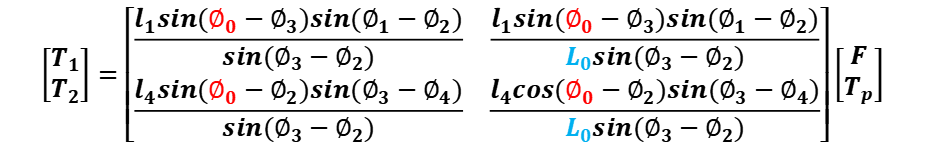 l₁sin(∅₀ − ∅₃)sin(∅₁ − ∅₂) l₁sin(∅₀ − ∅₃)sin(∅₁ − ∅₂)
[T₁ = sin(∅₃ − ∅₂) L₀sin(∅₃ − ∅₂) [F
T₂] l₄sin(∅₀ − ∅₂)sin(∅₃ − ∅₄) l₄cos(∅₀ − ∅₂)sin(∅₃ − ∅₄) Tₚ]
sin(∅₃ − ∅₂) L₀sin(∅₃ − ∅₂)